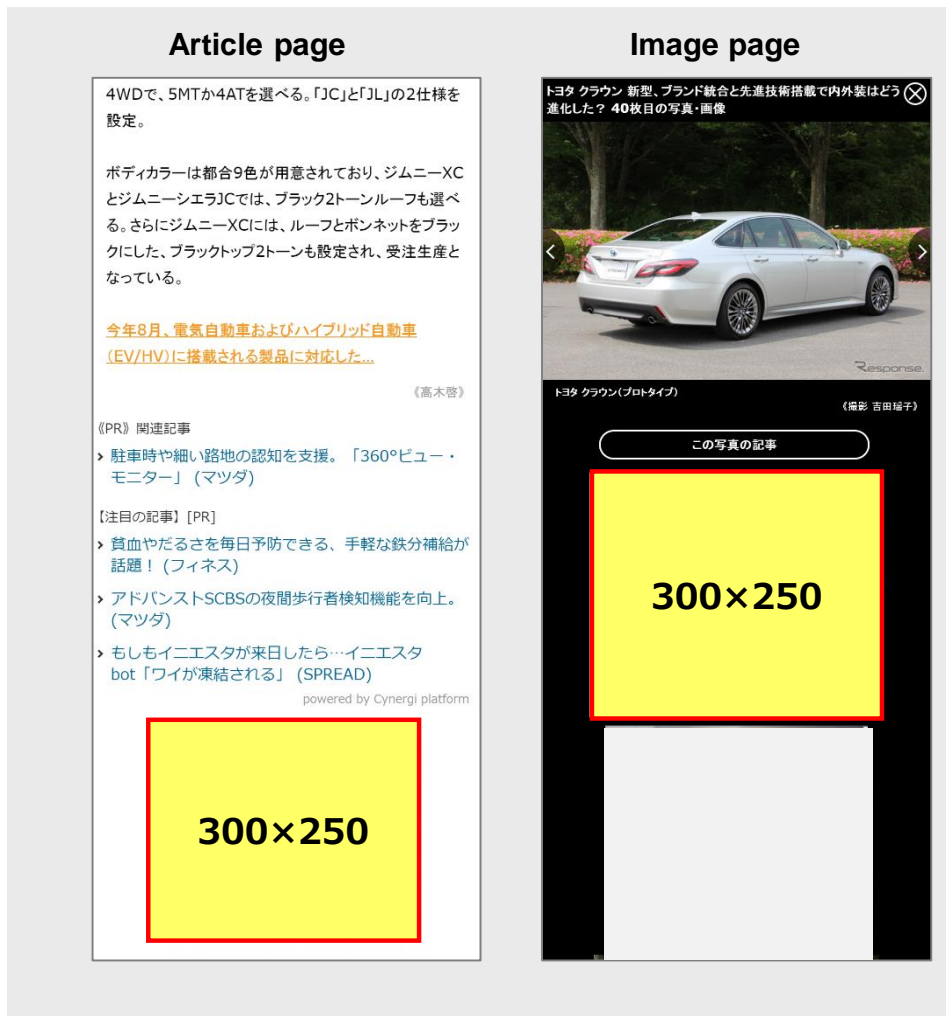 Article page
4WDで、5MTか4ATを選べる。「JC」と「JL」の2仕様を
設定。
ボディカラーは都合9色が用意されており、ジムニーXC
とジムニーシエラJCでは、ブラック2トーンルーフも選べ
る。さらにジムニーXCには、ルーフとボンネットをブラッ
クにした、ブラックトップ2トーンも設定され、受注生産と
なっている。
今年8月、電気自動車およびハイブリッド自動車
(EV/HV)に搭載される製品に対応した...
《高木啓》
《PR》 関連記事
› 駐車時や細い路地の認知を支援。「360°ビュー・
モニター」 (マツダ)
【注目の記事】[PR]
› 貧血やだるさを毎日予防できる、手軽な鉄分補給が
話題! (フィネス)
› アドバンストSCBSの夜間歩行者検知機能を向上。
(マツダ)
› もしもイニエスタが来日したら…イニエスタ
bot「ワイが凍結される」 (SPREAD)
powered by Cynergi platform
300×250
Image page
トヨタ クラウン 新型、ブランド統合と先進技術搭載で内外装はどう
進化した? 40枚目の写真・画像
Response.
トヨタ クラウン(プロトタイプ)
《撮影 吉田瑶子》
この写真の記事
300×250